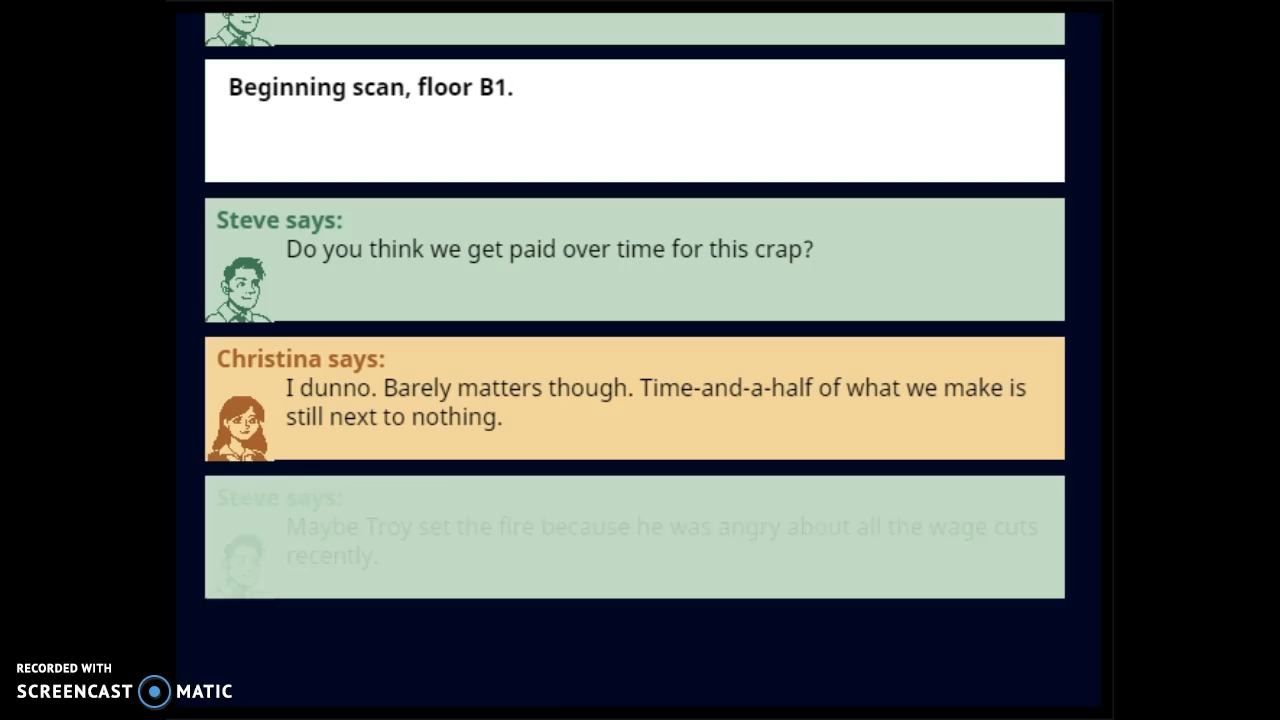 Beginning scan, floor B1.
Steve says:
Do you think we get paid over time for this crap?
Christina says:
I dunno. Barely matters though. Time-and-a-half of what we make is
still next to nothing.
Steve says:
Maybe Troy set the fire because he was angry about all the wage cuts
recently.
RECORDED WITH
SCREENCAST MATIC